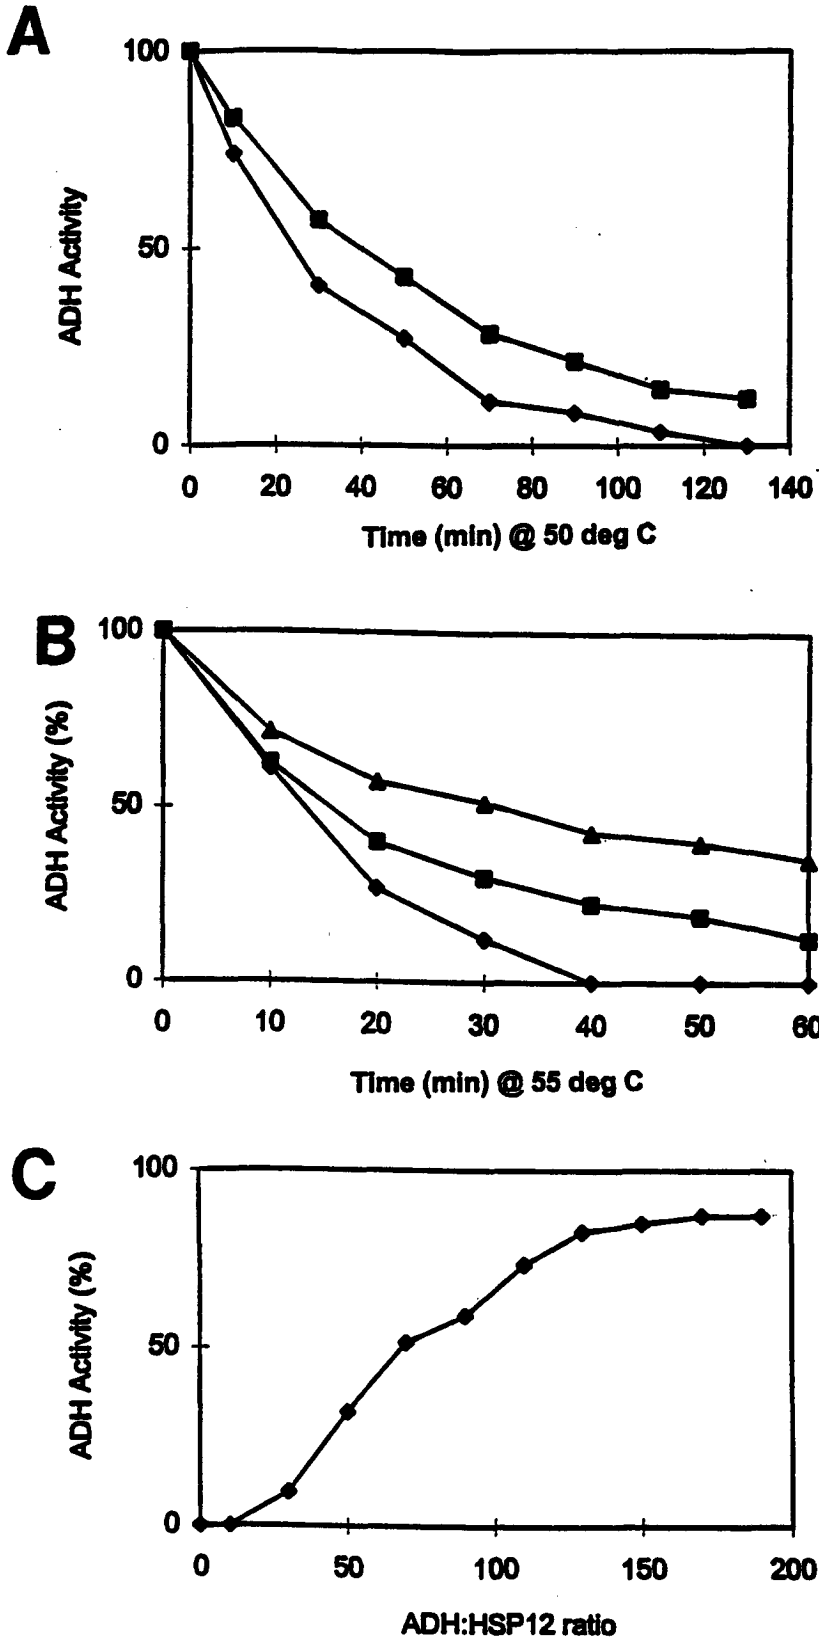 A
100
50
0
ADH Activity
0 20 40 60 80 100 120 140
Time (min) @ 50 deg C
B
100
50
0
ADH Activity (%)
0 10 20 30 40 50 60
Time (min) @ 55 deg C
C
100
50
0
ADH Activity (%)
0 50 100 150 200
ADH:HSP12 ratio